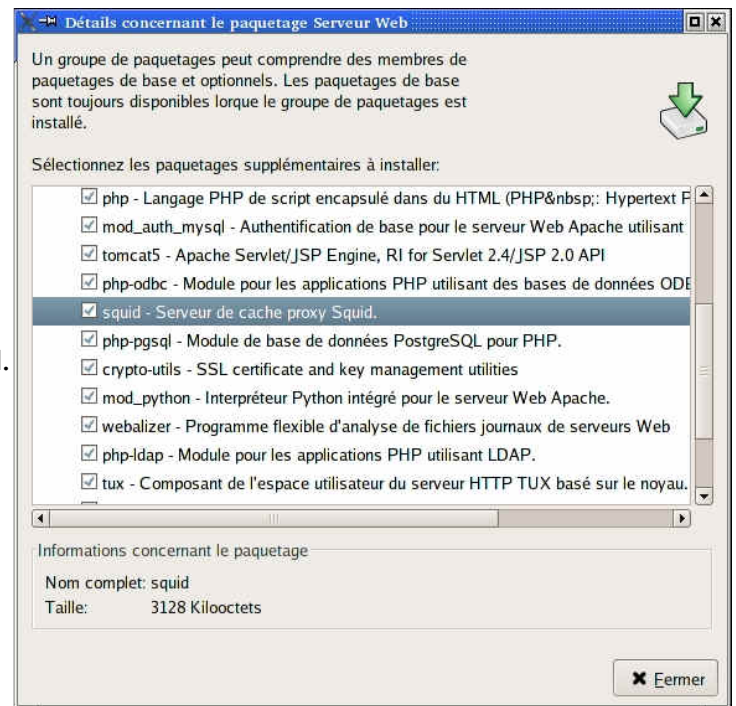 Détails concernant le paquetage Serveur Web
Un groupe de paquetages peut comprendre des membres de
paquetages de base et optionnels. Les paquetages de base
sont toujours disponibles lorque le groupe de paquetages est
installé.
Sélectionnez les paquetages supplémentaires à installer:
php - Langage PHP de script encapsulé dans du HTML (PHP&nbsp;: Hypertext P
mod_auth_mysql - Authentification de base pour le serveur Web Apache utilisant
tomcat5 - Apache Servlet/JSP Engine, RI for Servlet 2.4/JSP 2.0 API
php-odbc - Module pour les applications PHP utilisant des bases de données ODB
squid - Serveur de cache proxy Squid.
php-pgsql - Module de base de données PostgreSQL pour PHP.
crypto-utils - SSL certificate and key management utilities
mod_python - Interpréteur Python intégré pour le serveur Web Apache.
webalizer - Programme flexible d'analyse de fichiers journaux de serveurs Web
php-ldap - Module pour les applications PHP utilisant LDAP.
tux - Composant de l'espace utilisateur du serveur HTTP TUX basé sur le noyau.
Informations concernant le paquetage
Nom complet: squid
Taille: 3128 Kilooctets
Fermer